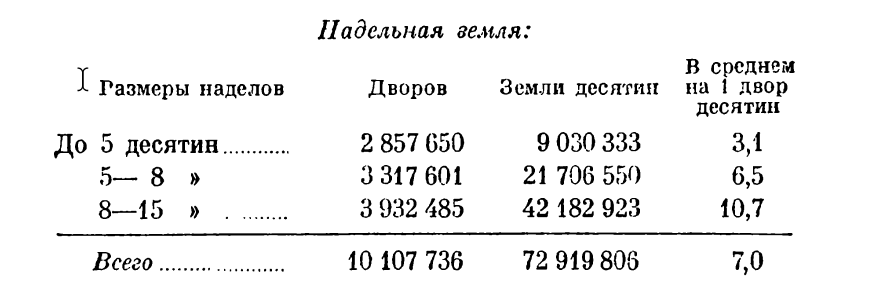 Надельная земля:
Размеры наделов Дворов Земли десятин В среднем на 1 двор десятин
До 5 десятин............ 2 857 650 9 030 333 3,1
5— 8 » 3 317 601 21 706 550 6,5
8—15 » . ......... 3 932 485 42 182 923 10,7
Всего..................... 10 107 736 72 919 806 7,0